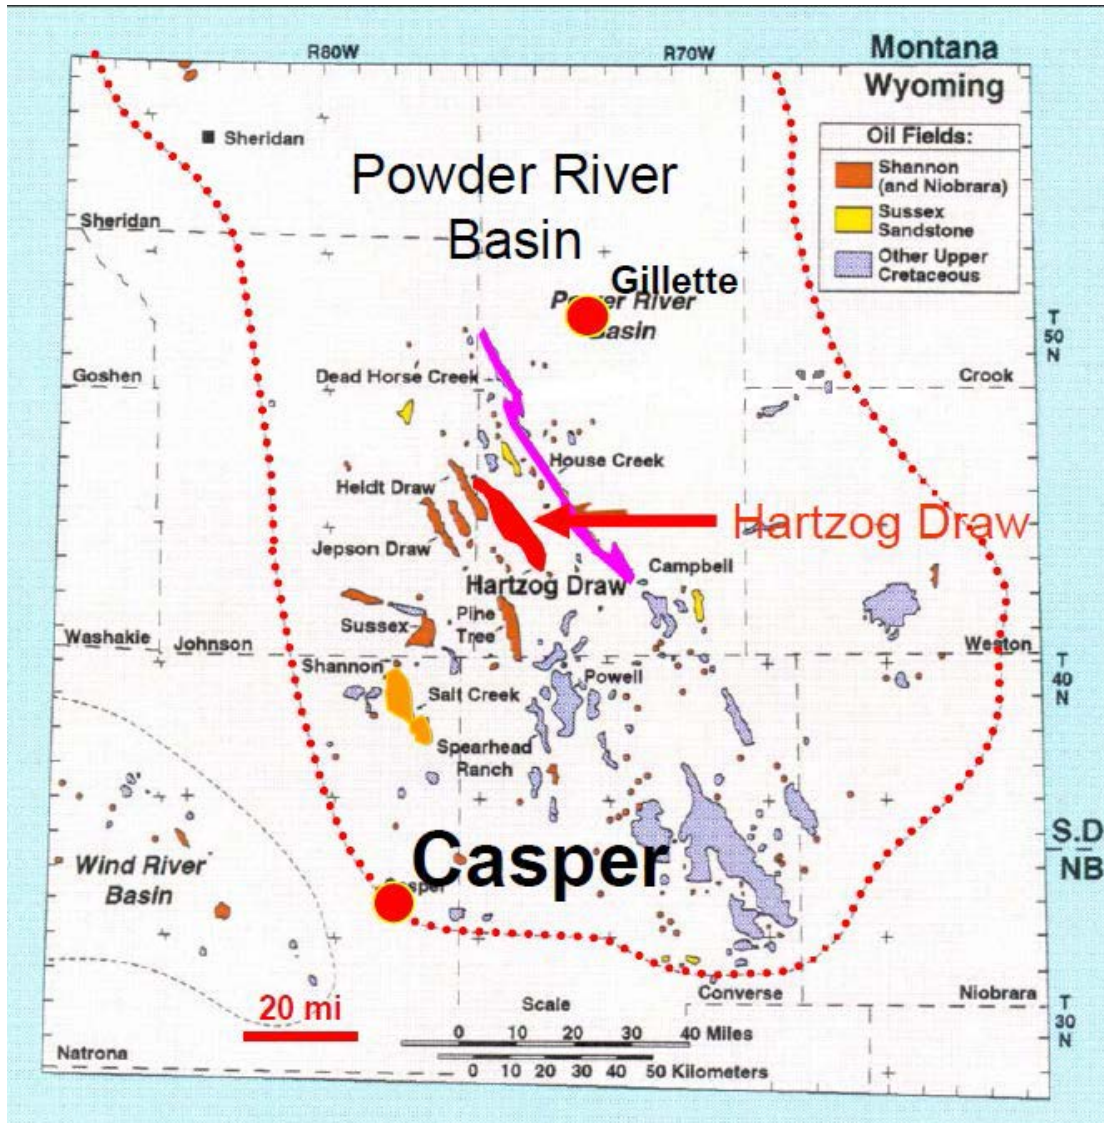 R80W
R70W
Montana
Wyoming
Oil Fields:
Shannon
(and Niobrara)
Sussex
Sandstone
Other Upper
Cretaceous
Sheridan
Powder River
Basin
Sheridan
Gillette
River
Basin
T
50
N
Goshen
Dead Horse Creek
Crook
House Creek
Heldt Draw
Hartzog Draw
Jepson Draw
Hartzog Draw
Campbell
Pine
Tree
Sussex
Washakie
Johnson
Weston
Shannon
Powell
T
40
N
Salt Creek
Spearhead
Ranch
Casper
S.D
NB
Wind River
Basin
20 mi
Scale
Converse
Niobrara
T
30
N
0 10 20 30 40 Miles
0 10 20 30 40 50 Kilometers
Natrona